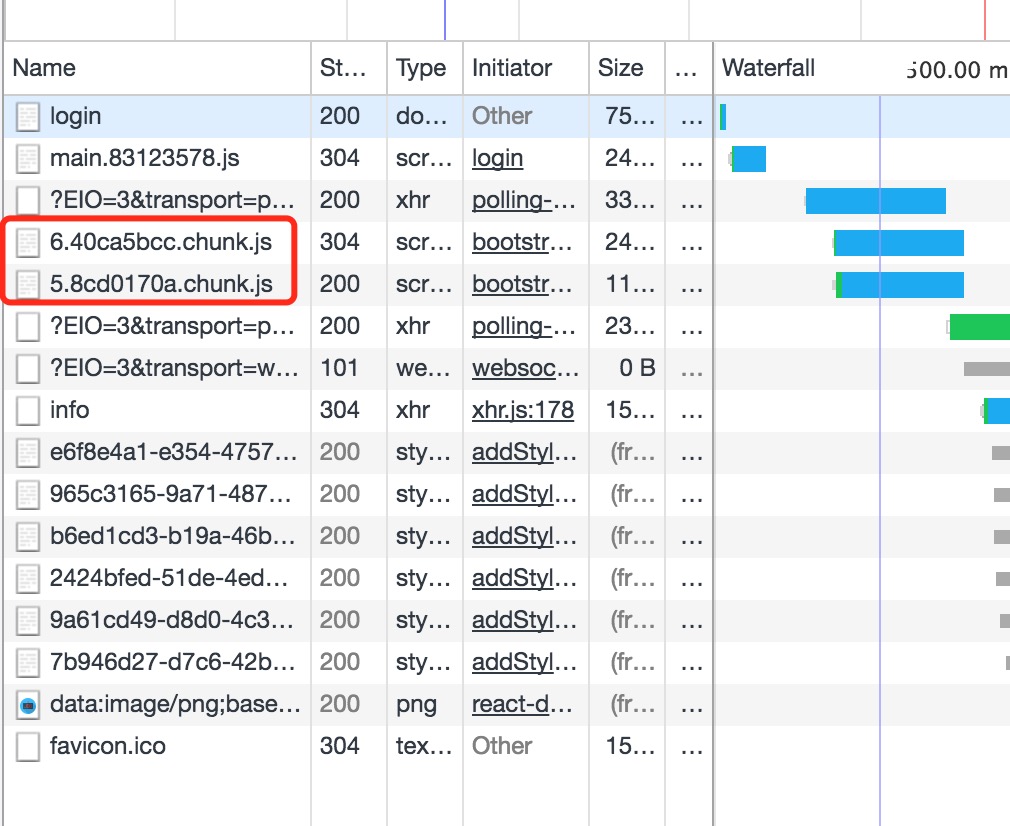 Name St... Type Initiator Size ... Waterfall 500.00 m
login 200 do... Other 75... ...
main.83123578.js 304 scr... login 24... ...
?EIO=3&transport=p... 200 xhr polling-... 33... ...
6.40ca5bcc.chunk.js 304 scr... bootstr... 24... ...
5.8cd0170a.chunk.js 200 scr... bootstr... 11... ...
?EIO=3&transport=p... 200 xhr polling-... 23... ...
?EIO=3&transport=w... 101 we... websoc... 0 B ...
info 304 xhr xhr.js:178 15... ...
e6f8e4a1-e354-4757... 200 sty... addStyl... (fr... ...
965c3165-9a71-487... 200 sty... addStyl... (fr... ...
b6ed1cd3-b19a-46b... 200 sty... addStyl... (fr... ...
2424bfed-51de-4ed... 200 sty... addStyl... (fr... ...
9a61cd49-d8d0-4c3... 200 sty... addStyl... (fr... ...
7b946d27-d7c6-42b... 200 sty... addStyl... (fr... ...
data:image/png;base... 200 png react-d... (fr... ...
favicon.ico 304 tex... Other 15... ...